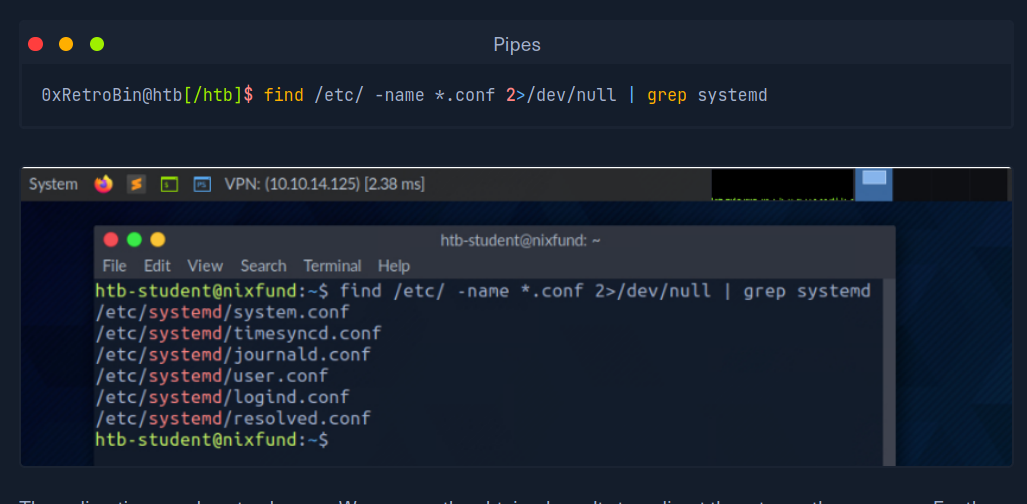 Pipes
0xRetroBin@htb[/htb]$ find /etc/ -name *.conf 2>/dev/null | grep systemd
System VPN: (10.10.14.125) [2.38 ms]
htb-student@nixfund: ~
File Edit View Search Terminal Help
htb-student@nixfund:~$ find /etc/ -name *.conf 2>/dev/null | grep systemd
/etc/systemd/system.conf
/etc/systemd/timesyncd.conf
/etc/systemd/journald.conf
/etc/systemd/user.conf
/etc/systemd/logind.conf
/etc/systemd/resolved.conf
htb-student@nixfund:~$